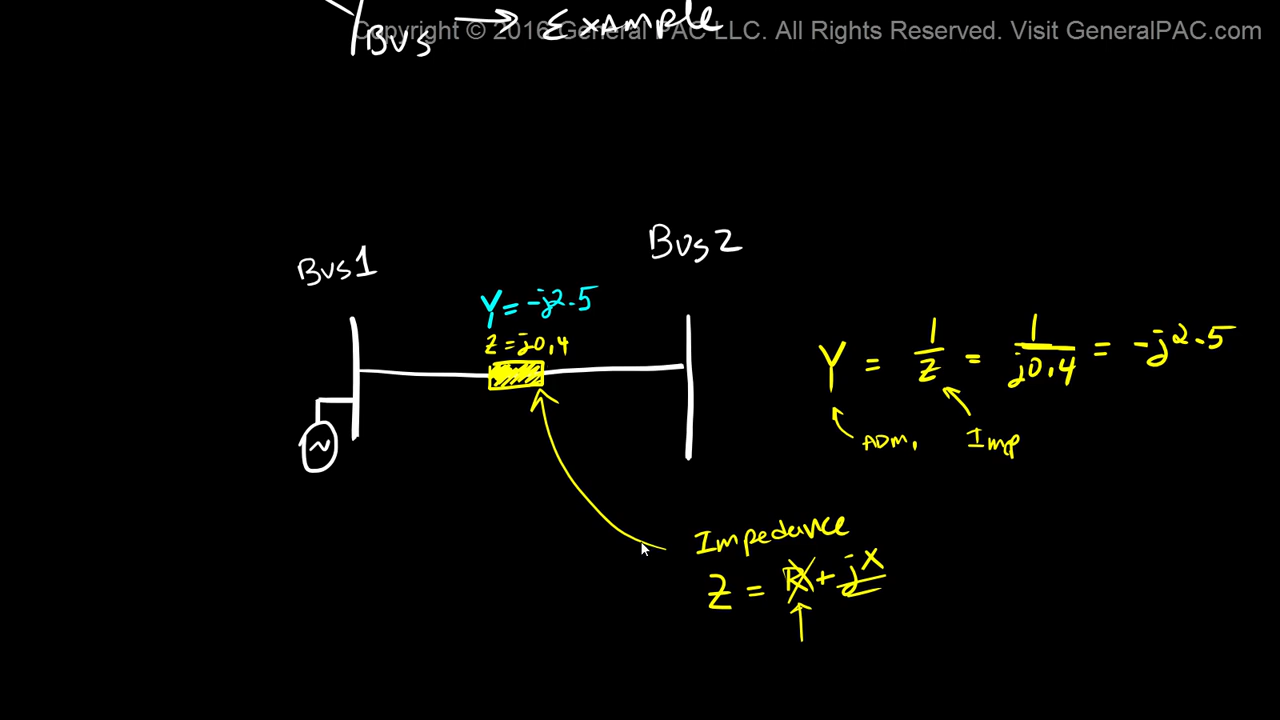 YBUS → Example
Copyright © 2016 General PAC LLC. All Rights Reserved. Visit GeneralPAC.com
Bus1
Bus2
Y = -j2.5
Z = j0.4
~
Y = 1/Z = 1/j0.4 = -j2.5
ADM.
Imp
Impedance
Z = R + jX